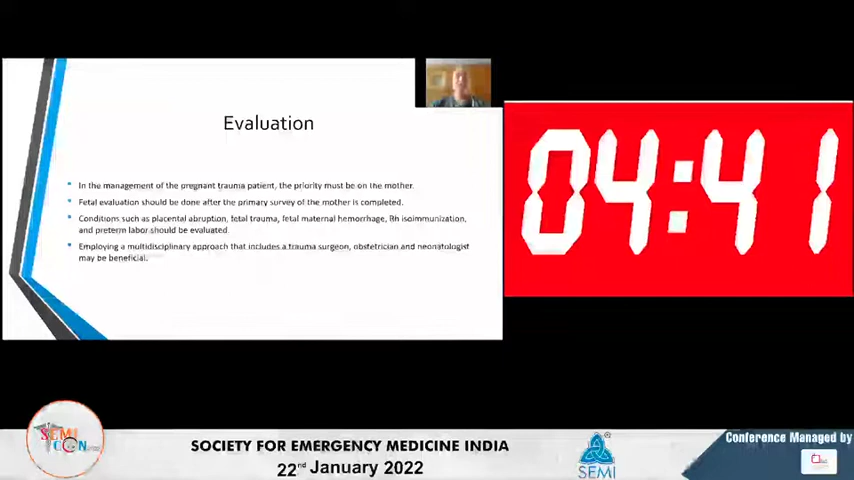 Evaluation
In the management of the pregnant trauma patient, the priority must be on the mother.
Fetal evaluation should be done after the primary survey of the mother is completed.
Conditions such as placental abruption, fetal trauma, fetal maternal hemorrhage, Rh isoimmunization,
and preterm labor should be evaluated.
Employing a multidisciplinary approach that includes a trauma surgeon, obstetrician and neonatologist
may be beneficial.
04:41
SEMI
CON
SOCIETY FOR EMERGENCY MEDICINE INDIA
22nd January 2022
SEMI
Conference Managed by